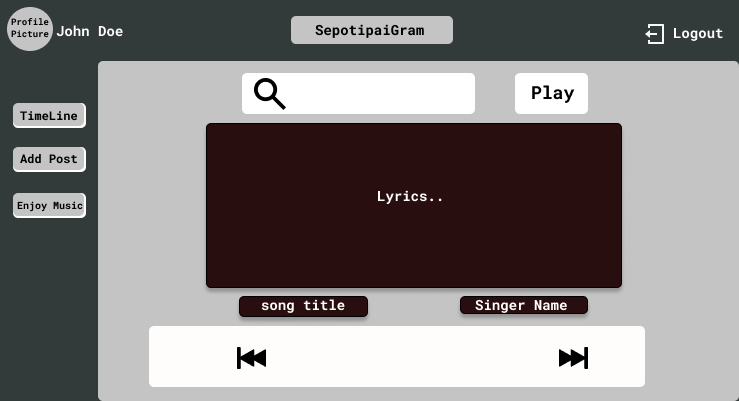 Profile
Picture
John Doe
SepotipaiGram
Logout
TimeLine
Add Post
Enjoy Music
Play
Lyrics..
song title
Singer Name